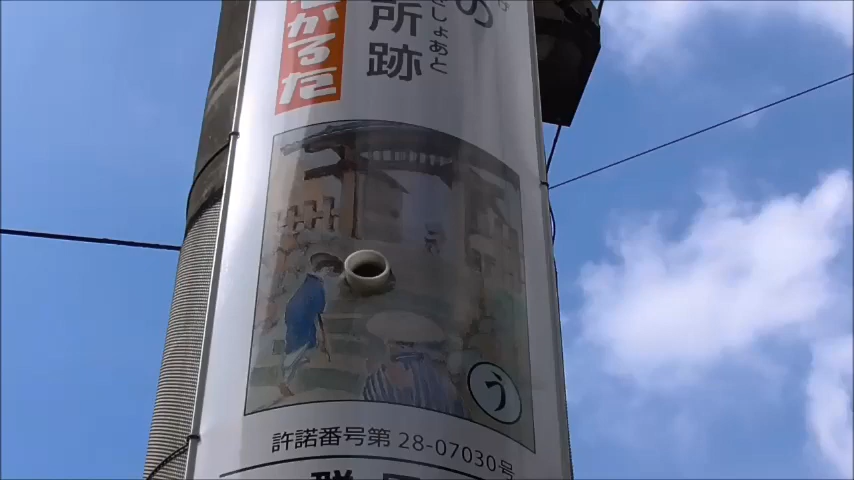 かるた
の
所跡
しょあと
う
許諾番号第 28-07030号